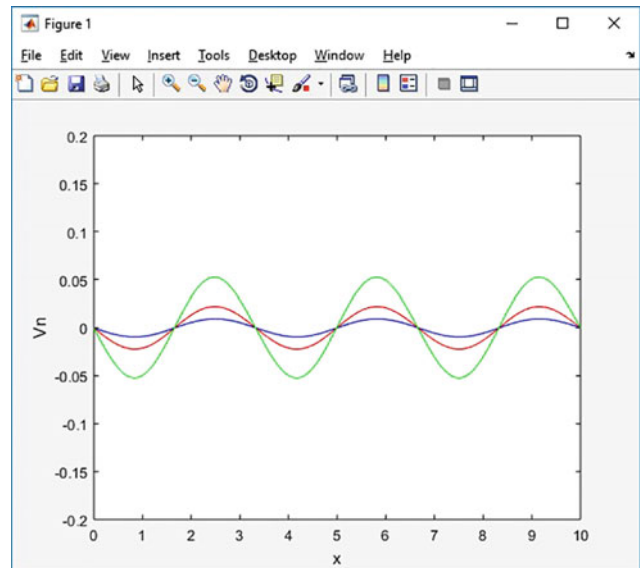 Figure 1
File Edit View Insert Tools Desktop Window Help
0.2
0.15
0.1
0.05
0
-0.05
-0.1
-0.15
-0.2
Vn
0 1 2 3 4 5 6 7 8 9 10
x